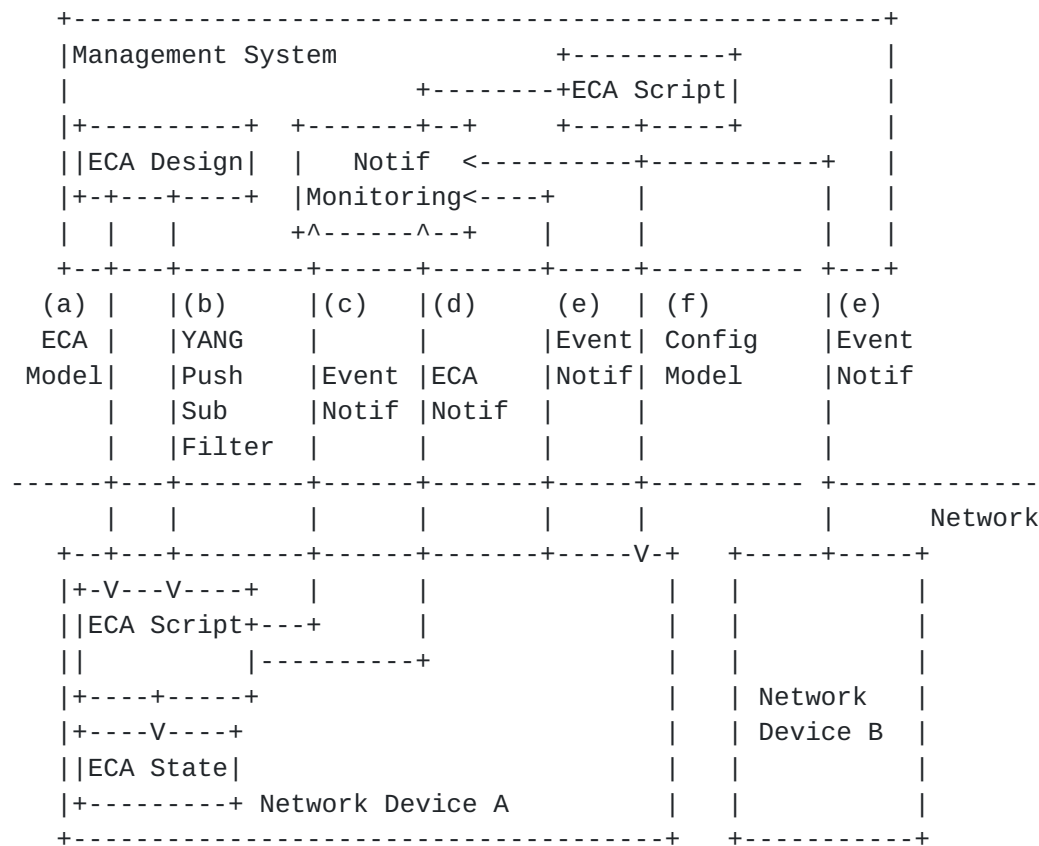 +----------------------------------------------------+
|Management System              +----------+         |
|                      +--------+ECA Script|         |
|+----------+  +-------+--+     +----+-----+         |
||ECA Design|  |   Notif  <----------+-----------+   |
|+-+---+----+  |Monitoring<----+     |           |   |
|  |   |       +^------^--+    |     |           |   |
+--+---+--------+------+-------+-----+---------- +---+
(a) |   |(b)     |(c)   |(d)     (e)  | (f)       |(e)
ECA |   |YANG    |      |       |Event| Config    |Event
Model|   |Push    |Event |ECA    |Notif| Model     |Notif
|   |Sub     |Notif |Notif  |     |           |
|   |Filter  |      |       |     |           |
------+---+--------+------+-------+-----+---------- +-------------
|   |        |      |       |     |           |      Network
+--+---+--------+------+-------+-----V-+   +-----+-----+
|+-V---V----+   |      |               |   |           |
||ECA Script+---+      |               |   |           |
||          |----------+               |   |           |
|+----+-----+                          |   | Network   |
|+----V----+                           |   | Device B  |
||ECA State|                           |   |           |
|+---------+ Network Device A          |   |           |
+--------------------------------------+   +-----------+